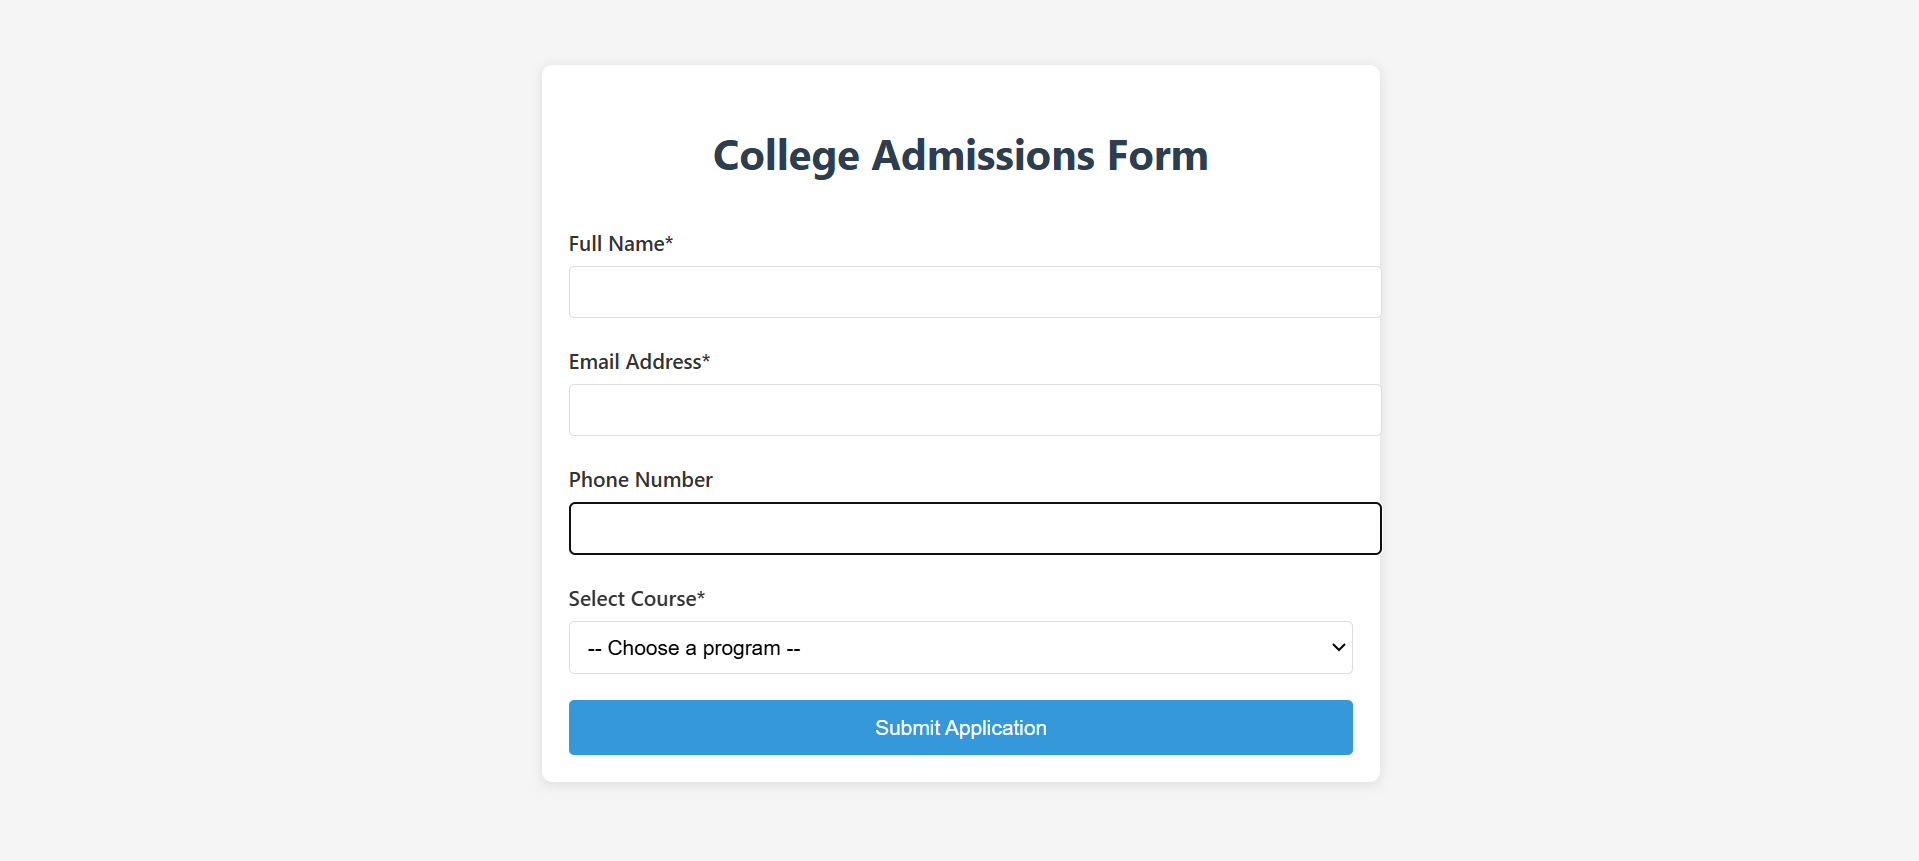 College Admissions Form
Full Name*
Email Address*
Phone Number
Select Course*
-- Choose a program --
Submit Application